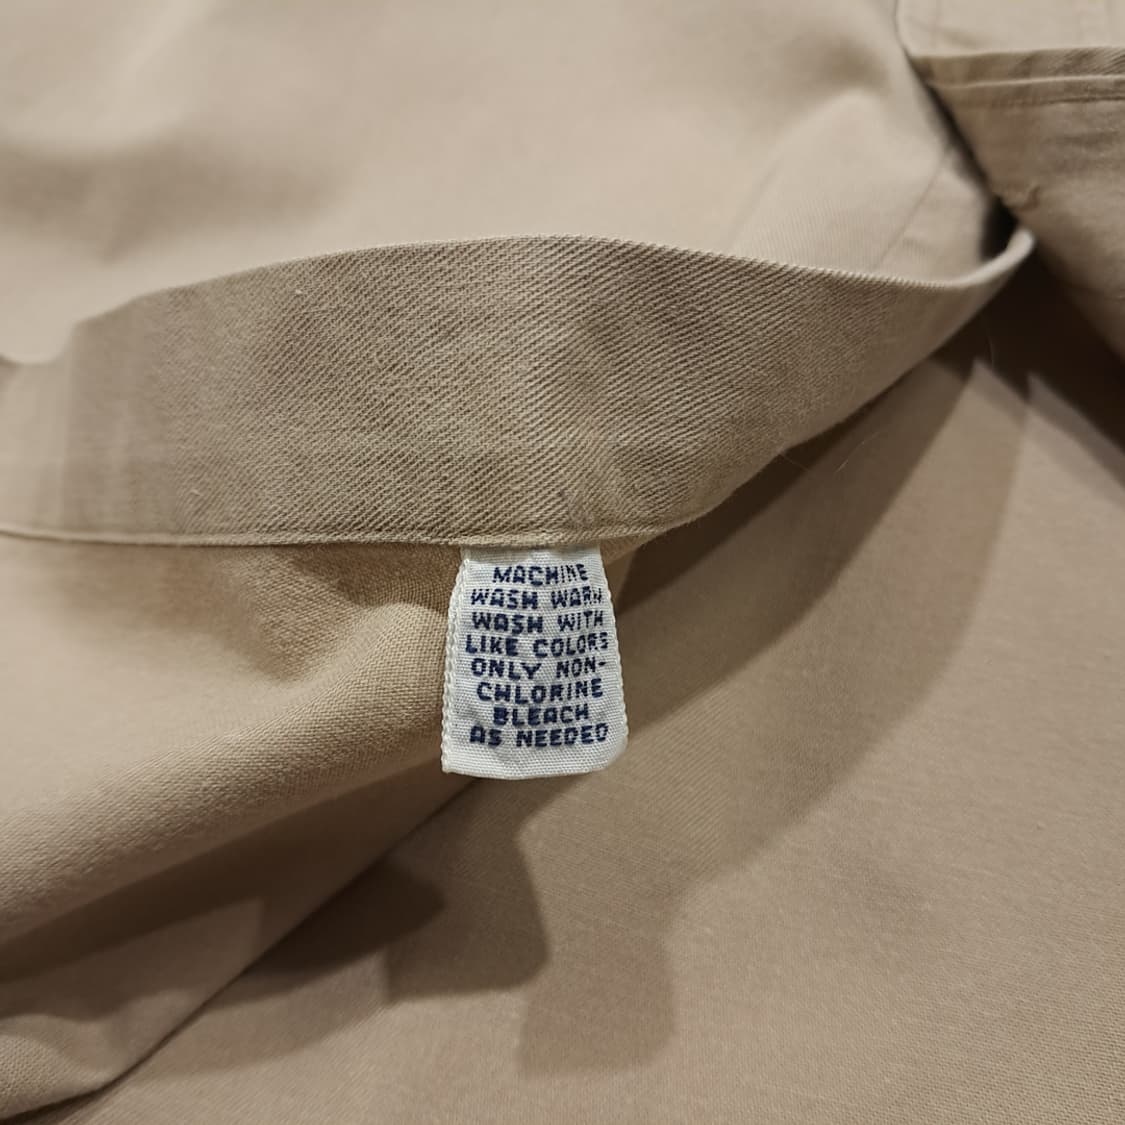 MACHINE
WASH WARM
WASH WITH
LIKE COLORS
ONLY NON-
CHLORINE
BLEACH
AS NEEDED